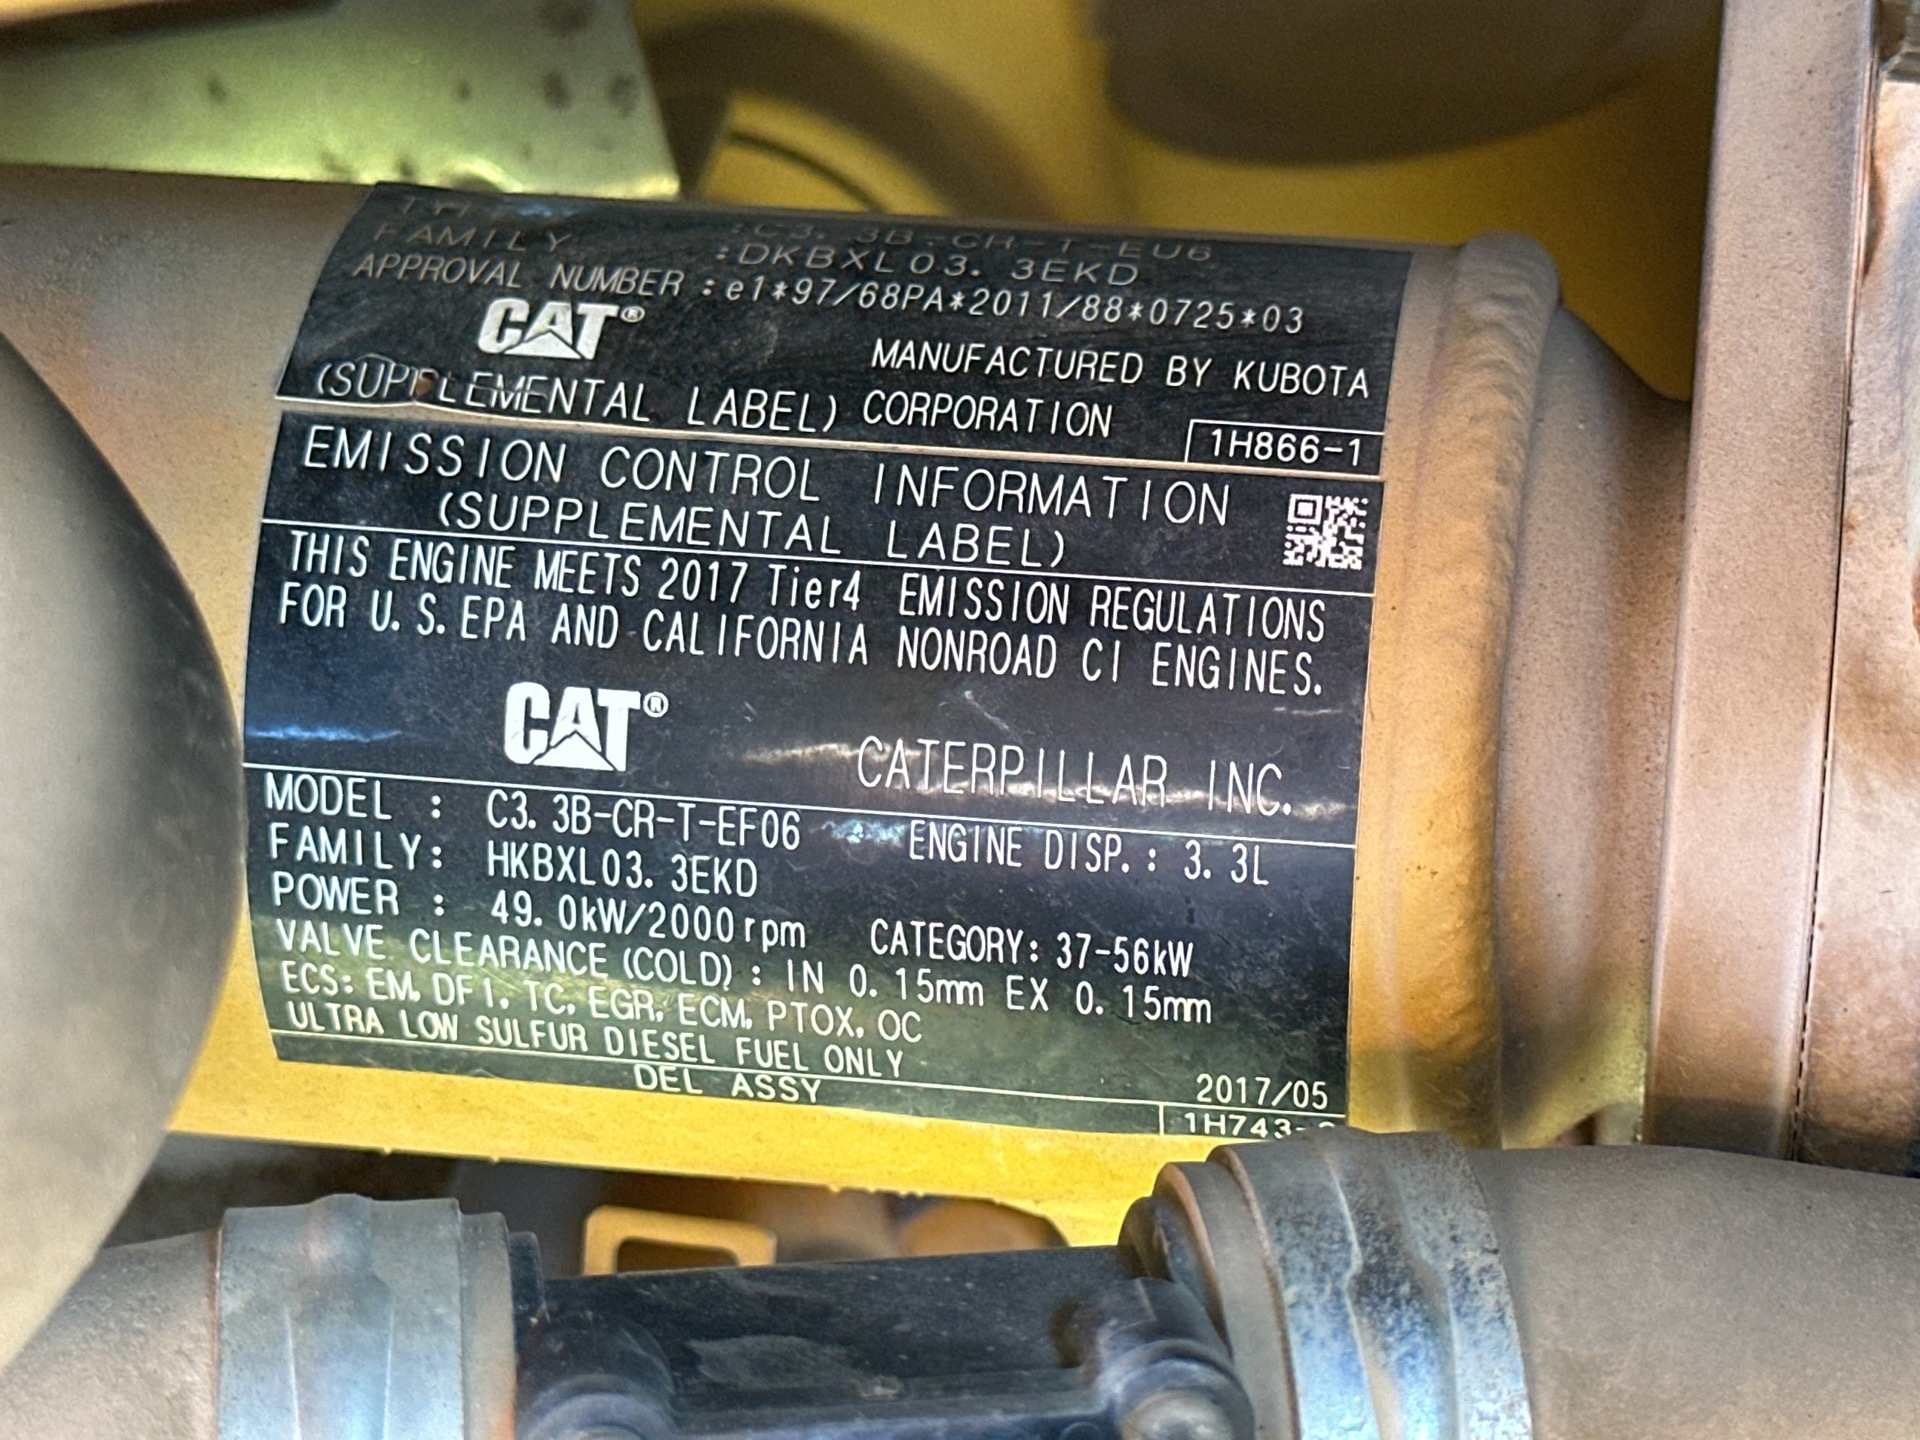 FAMILY :DKBXL03. 3EKD
APPROVAL NUMBER :e1*97/68PA*2011/88*0725*03
CAT®
MANUFACTURED BY KUBOTA
(SUPPLEMENTAL LABEL) CORPORATION
1H866-1
EMISSION CONTROL INFORMATION
(SUPPLEMENTAL LABEL)
THIS ENGINE MEETS 2017 Tier4 EMISSION REGULATIONS
FOR U. S. EPA AND CALIFORNIA NONROAD CI ENGINES.
CAT® CATERPILLAR INC.
MODEL : C3. 3B-CR-T-EF06 ENGINE DISP. : 3. 3L
FAMILY: HKBXL03. 3EKD
POWER : 49. 0kW/2000rpm CATEGORY: 37-56kW
VALVE CLEARANCE (COLD) : IN 0. 15mm EX 0. 15mm
ECS: EM, DFI, TC, EGR, ECM, PTOX, OC
ULTRA LOW SULFUR DIESEL FUEL ONLY
2017/05
DEL ASSY